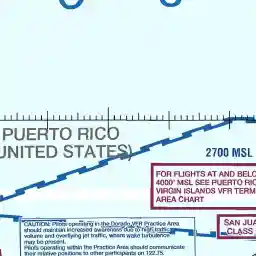 PUERTO RICO
UNITED STATES)
2700 MSL
FOR FLIGHTS AT AND BELO
4000' MSL SEE PUERTO RIC
VIRGIN ISLANDS VFR TERM
AREA CHART
CAUTION: Pilots operating in the Dorado VFR Practice Area
should maintain increased awareness due to high traffic
volume and overflying jet traffic, where wake turbulence
may be present.
Pilots operating within the Practice Area should communicate
their relative positions to other participants on 122.75.
SAN JUA
CLASS